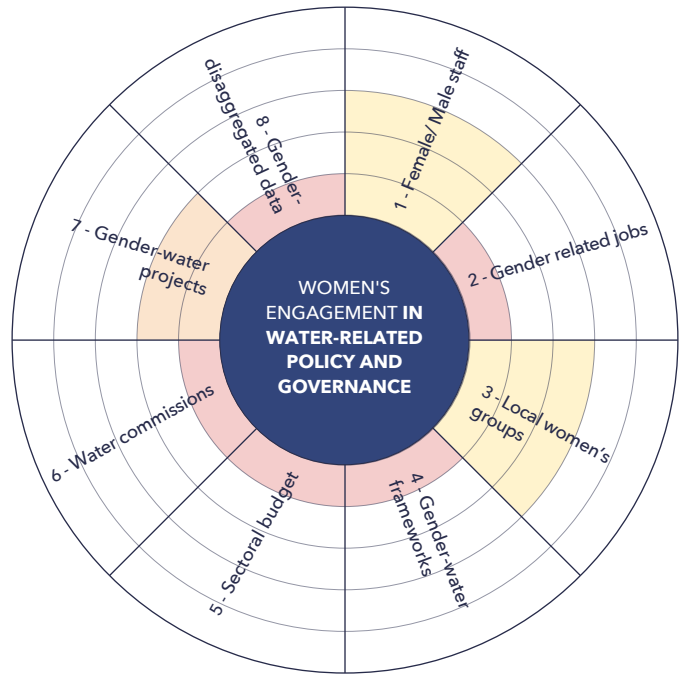 WOMEN'S
ENGAGEMENT IN
WATER-RELATED
POLICY AND
GOVERNANCE
1 - Female/ Male staff
2 - Gender related jobs
3 - Local women's
groups
4 - Gender-water
frameworks
5 - Sectoral budget
6 - Water commissions
7 - Gender-water
projects
8 - Gender-
disaggregated data